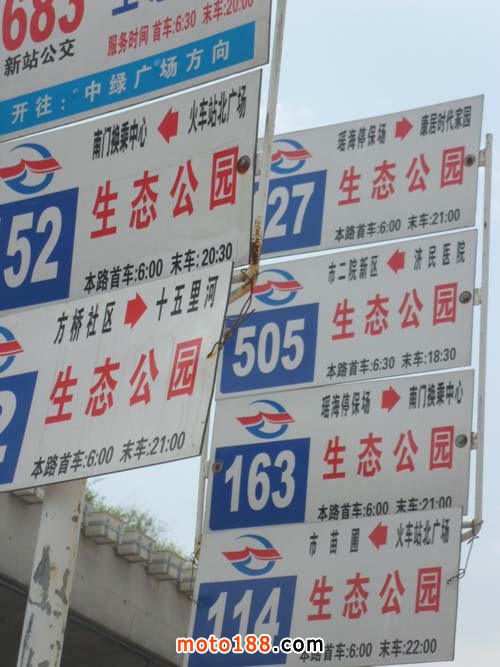 683
新站公交
服务时间 首车:6:30 末车:20:00
开往:中绿广场方向
南门换乘中心 ← 火车站北广场
52
生态公园
本路首车:6:00 末车:20:30
方桥社区 → 十五里河
2
生态公园
本路首车:6:00 末车:21:00
瑶海停保场 → 康居时代家园
27
生态公园
本路首车:6:00 末车:21:00
市二院新区 ← 济民医院
505
生态公园
本路首车:6:30 末车:18:30
瑶海停保场 → 南门换乘中心
163
生态公园
本路首车:6:00 末车:21:00
市苗圃 ← 火车站北广场
114
生态公园
本路首车:6:00 末车:22:00
moto188.com